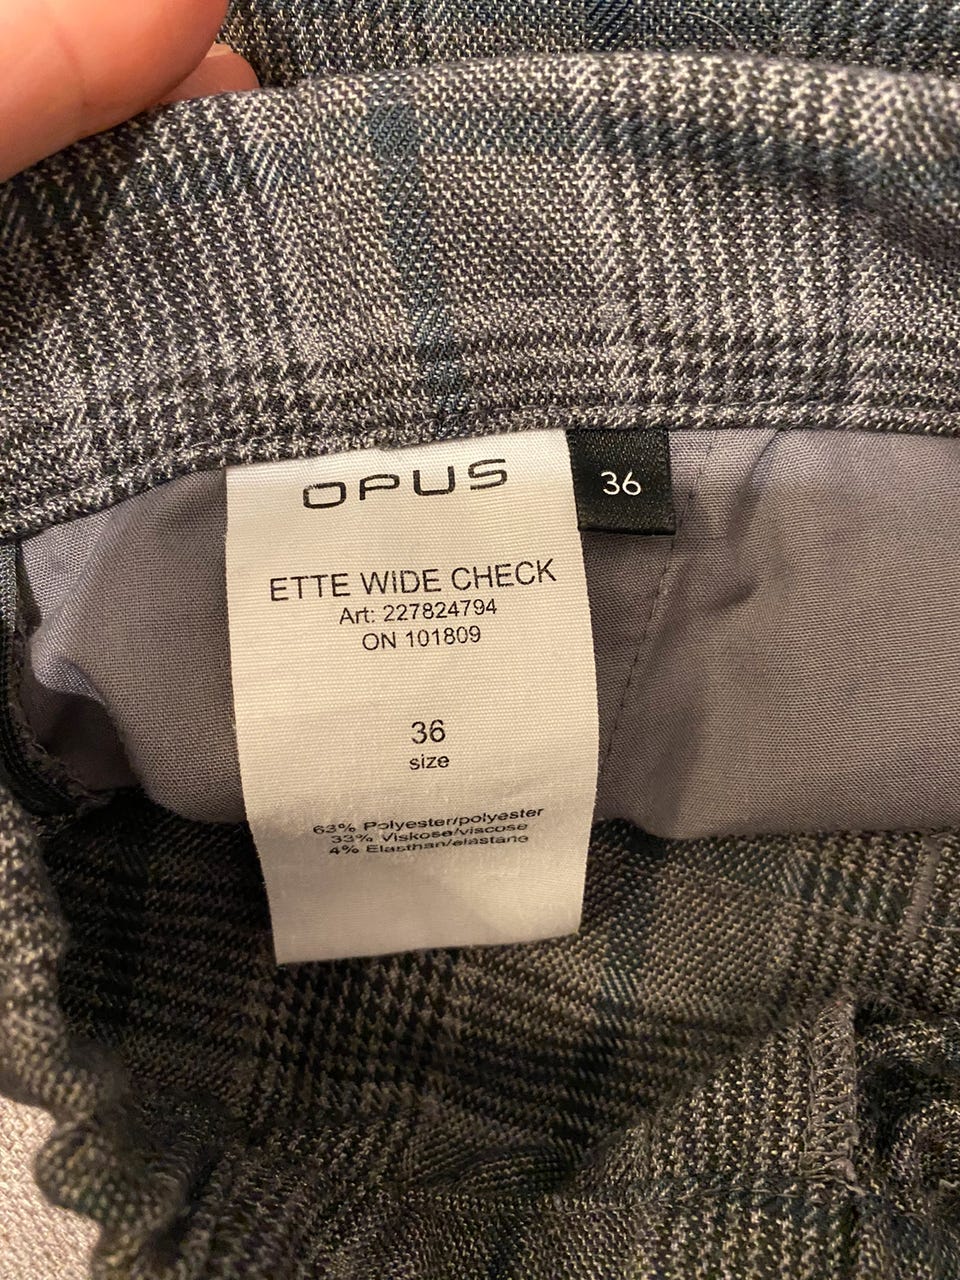 OPUS
36
ETTE WIDE CHECK
Art: 227824794
ON 101809
36
size
63% Polyester/polyester
33% Viskose/viscose
4% Elasthan/elastane